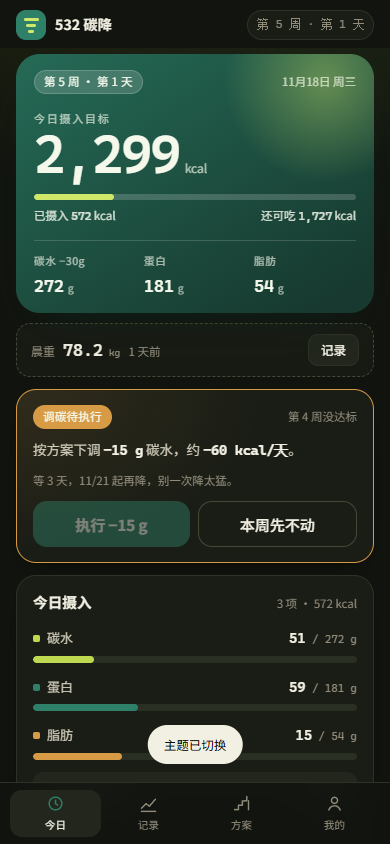 532 碳降
第 5 周 · 第 1 天
第 5 周 · 第 1 天
11月18日 周三
今日摄入目标
2,299 kcal
已摄入 572 kcal
还可吃 1,727 kcal
碳水 −30g
蛋白
脂肪
272 g
181 g
54 g
晨重 78.2 kg 1 天前
记录
调碳待执行
第 4 周没达标
按方案下调 −15 g 碳水，约 −60 kcal/天。
等 3 天，11/21 起再降，别一次降太猛。
执行 −15 g
本周先不动
今日摄入
3 项 · 572 kcal
碳水
51 / 272 g
蛋白
59 / 181 g
脂肪
15 / 54 g
主题已切换
今日
记录
方案
我的